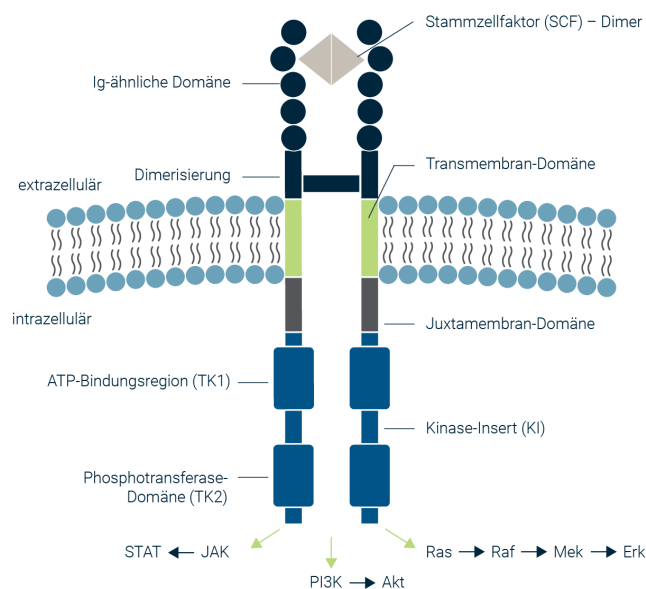 Stammzellfaktor (SCF) – Dimer
Ig-ähnliche Domäne
Dimerisierung
Transmembran-Domäne
extrazellulär
intrazellulär
Juxtamembran-Domäne
ATP-Bindungsregion (TK1)
Kinase-Insert (KI)
Phosphotransferase-
Domäne (TK2)
STAT ← JAK
Ras → Raf → Mek → Erk
PI3K → Akt